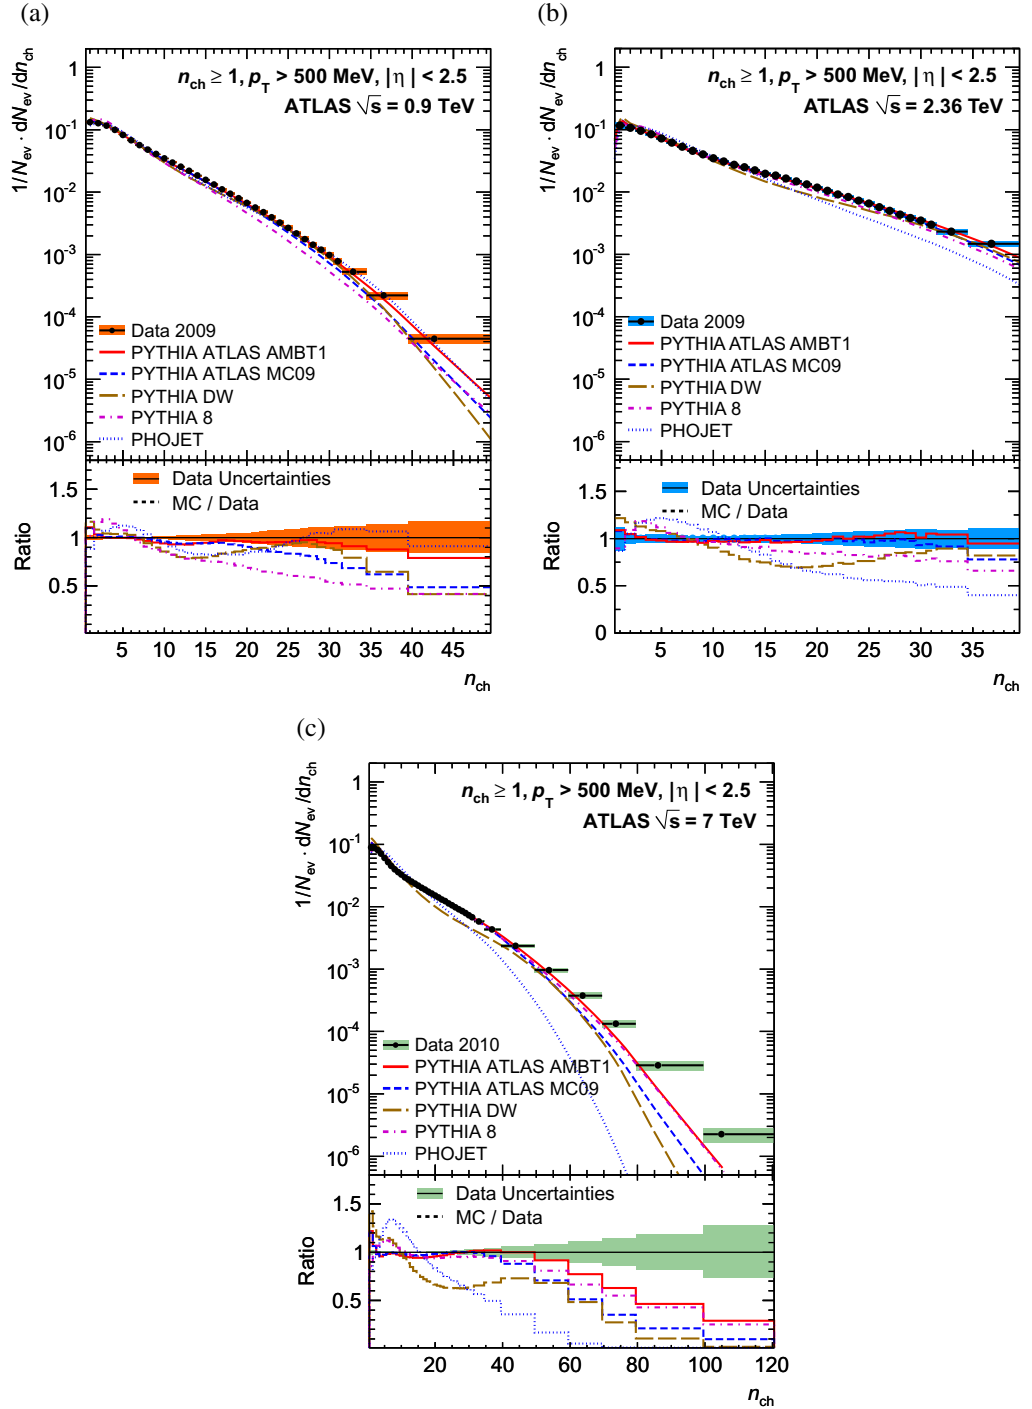 (a)
1/N_ev · dN_ev/dn_ch
1
10^-1
10^-2
10^-3
10^-4
10^-5
10^-6
n_ch ≥ 1, p_T > 500 MeV, |η| < 2.5
ATLAS √s = 0.9 TeV
Data 2009
PYTHIA ATLAS AMBT1
PYTHIA ATLAS MC09
PYTHIA DW
PYTHIA 8
PHOJET
Ratio
1.5
1
0.5
Data Uncertainties
MC / Data
5 10 15 20 25 30 35 40 45
n_ch
(b)
1/N_ev · dN_ev/dn_ch
1
10^-1
10^-2
10^-3
10^-4
10^-5
10^-6
n_ch ≥ 1, p_T > 500 MeV, |η| < 2.5
ATLAS √s = 2.36 TeV
Data 2009
PYTHIA ATLAS AMBT1
PYTHIA ATLAS MC09
PYTHIA DW
PYTHIA 8
PHOJET
Ratio
1.5
1
0.5
0
Data Uncertainties
MC / Data
5 10 15 20 25 30 35
n_ch
(c)
1/N_ev · dN_ev/dn_ch
1
10^-1
10^-2
10^-3
10^-4
10^-5
10^-6
n_ch ≥ 1, p_T > 500 MeV, |η| < 2.5
ATLAS √s = 7 TeV
Data 2010
PYTHIA ATLAS AMBT1
PYTHIA ATLAS MC09
PYTHIA DW
PYTHIA 8
PHOJET
Ratio
1.5
1
0.5
Data Uncertainties
MC / Data
20 40 60 80 100 120
n_ch